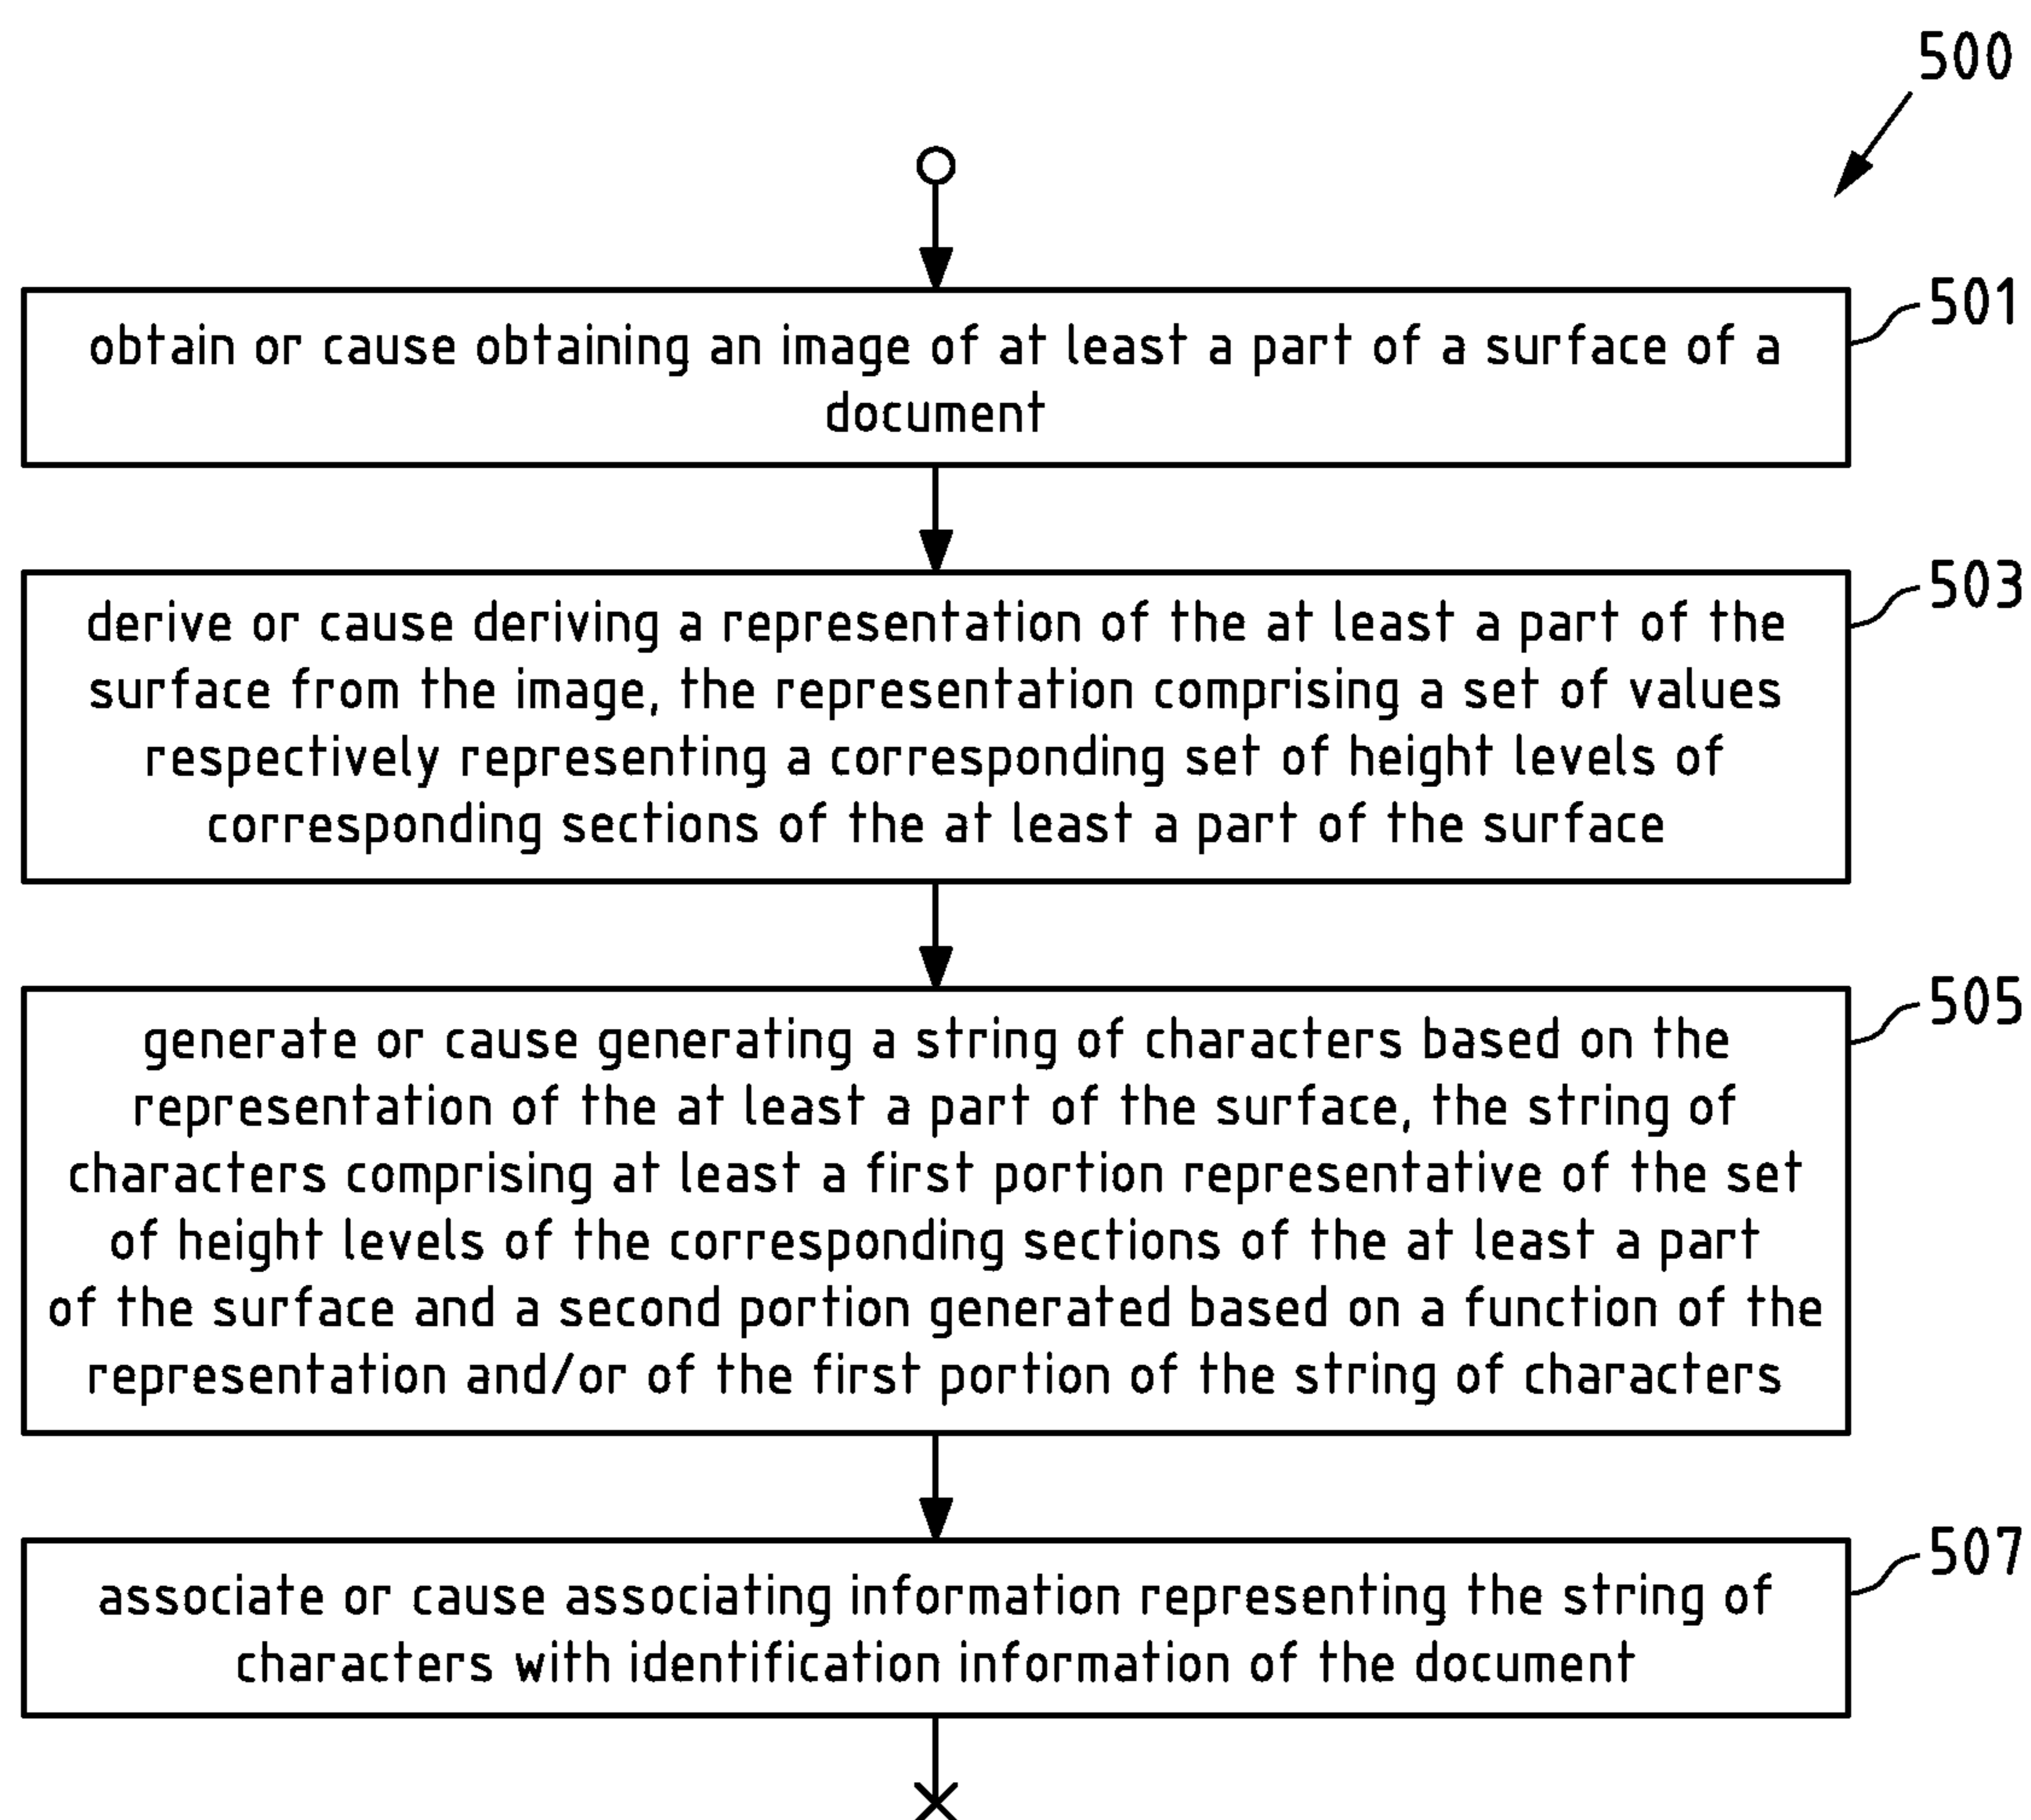 500
501
obtain or cause obtaining an image of at least a part of a surface of a
document
503
derive or cause deriving a representation of the at least a part of the
surface from the image, the representation comprising a set of values
respectively representing a corresponding set of height levels of
corresponding sections of the at least a part of the surface
505
generate or cause generating a string of characters based on the
representation of the at least a part of the surface, the string of
characters comprising at least a first portion representative of the set
of height levels of the corresponding sections of the at least a part
of the surface and a second portion generated based on a function of the
representation and/or of the first portion of the string of characters
507
associate or cause associating information representing the string of
characters with identification information of the document